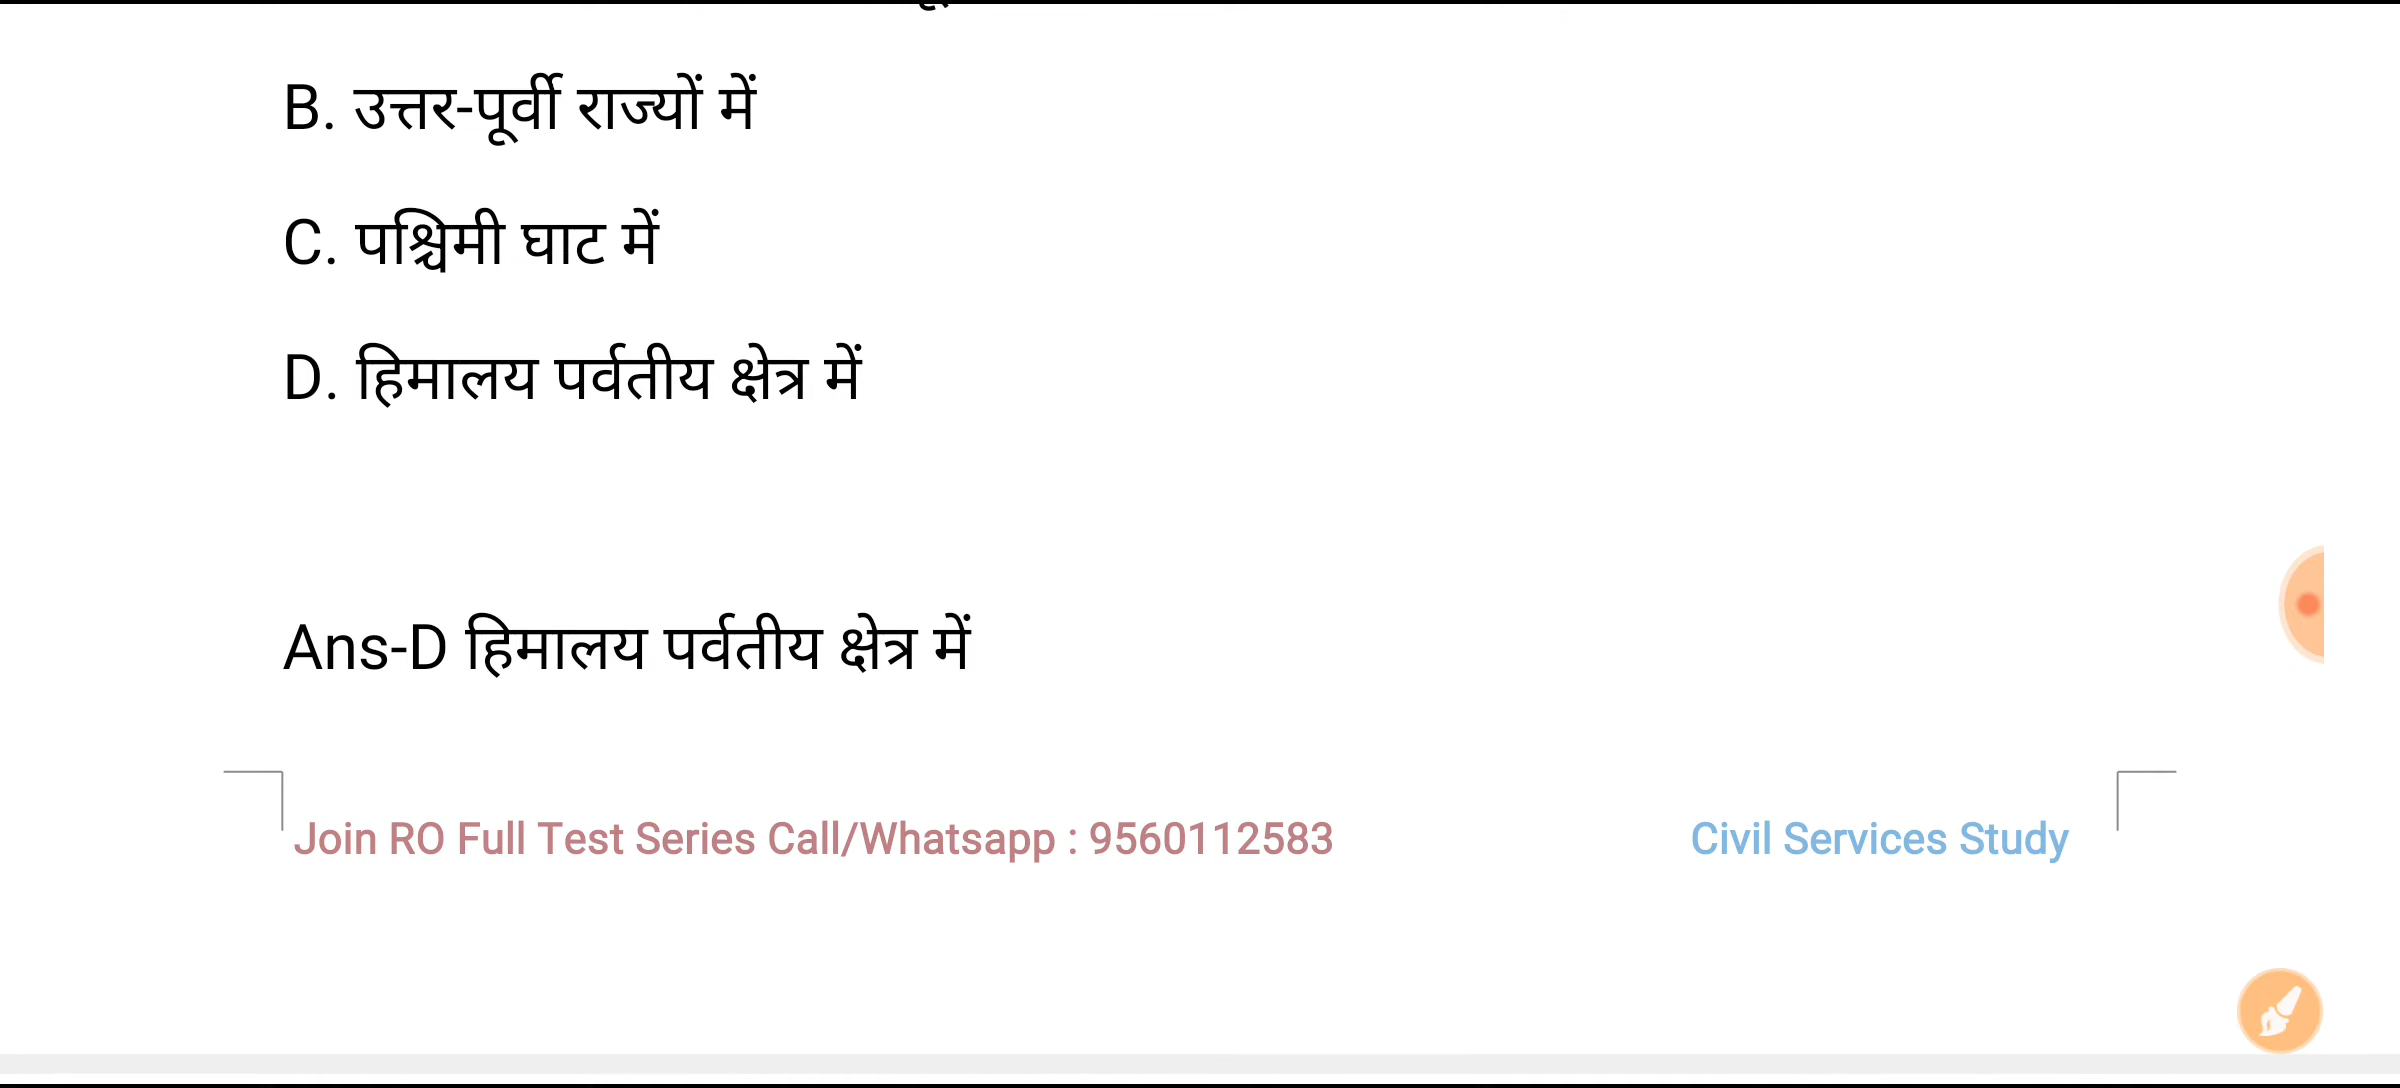 B. उत्तर-पूर्वी राज्यों में
C. पश्चिमी घाट में
D. हिमालय पर्वतीय क्षेत्र में
Ans-D हिमालय पर्वतीय क्षेत्र में
Join RO Full Test Series Call/Whatsapp : 9560112583
Civil Services Study